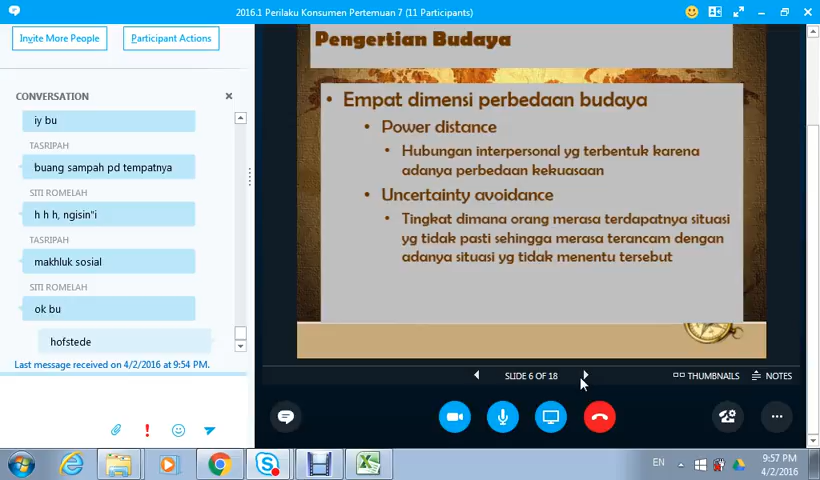 2016.1 Perilaku Konsumen Pertemuan 7 (11 Participants)
Invite More People
Participant Actions
CONVERSATION
iy bu
TASRIPAH
buang sampah pd tempatnya
SITI ROMELAH
h h h, ngisin"i
TASRIPAH
makhluk sosial
SITI ROMELAH
ok bu
hofstede
Last message received on 4/2/2016 at 9:54 PM.
Pengertian Budaya
• Empat dimensi perbedaan budaya
• Power distance
• Hubungan interpersonal yg terbentuk karena
adanya perbedaan kekuasaan
• Uncertainty avoidance
• Tingkat dimana orang merasa terdapatnya situasi
yg tidak pasti sehingga merasa terancam dengan
adanya situasi yg tidak menentu tersebut
SLIDE 6 OF 18
THUMBNAILS
NOTES
EN
9:57 PM
4/2/2016